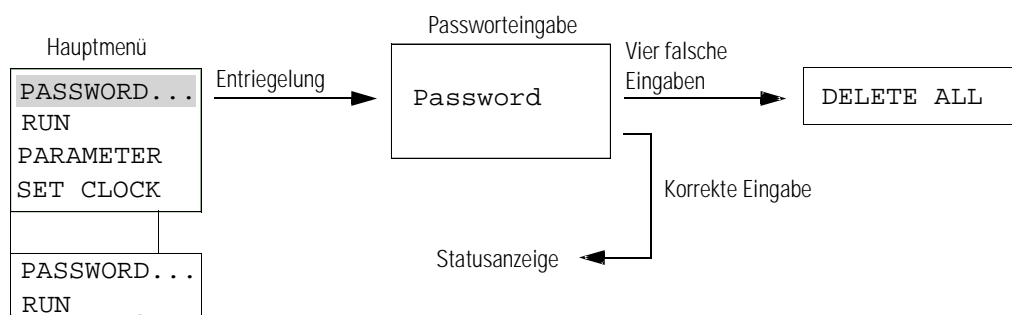 Hauptmenü
PASSWORD...
RUN
PARAMETER
SET CLOCK
PASSWORD...
RUN
Entriegelung
Passworteingabe
Password
Vier falsche
Eingaben
DELETE ALL
Korrekte Eingabe
Statusanzeige